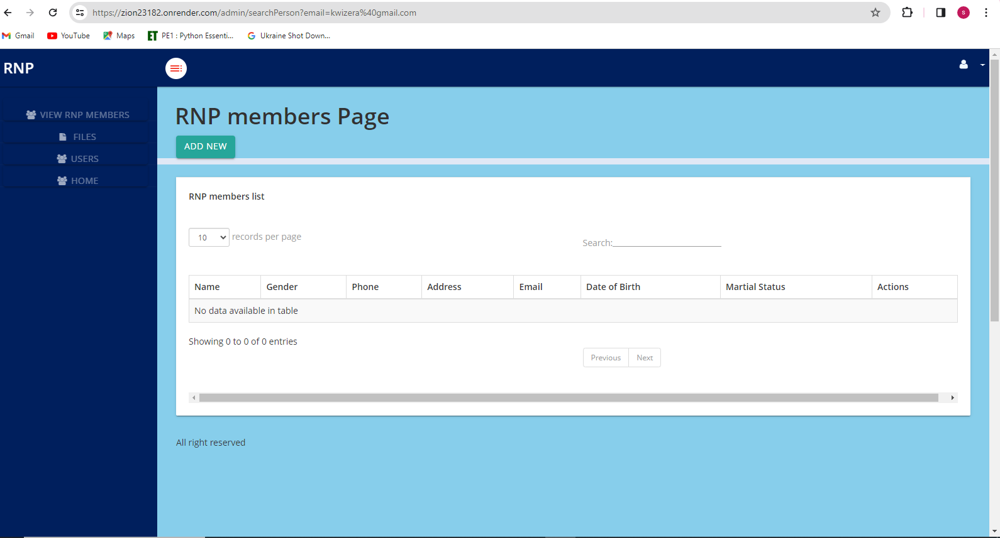 https://zion23182.onrender.com/admin/searchPerson?email=kwizera%40gmail.com
S
Gmail YouTube Maps ET PE1 : Python Essenti... Ukraine Shot Down...
RNP
VIEW RNP MEMBERS
FILES
USERS
HOME
RNP members Page
ADD NEW
RNP members list
10 records per page
Search:
Name Gender Phone Address Email Date of Birth Martial Status Actions
No data available in table
Showing 0 to 0 of 0 entries
Previous Next
All right reserved